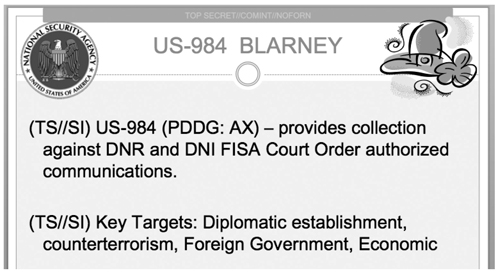 TOP SECRET//COMINT//NOFORN
NATIONAL SECURITY AGENCY
UNITED STATES OF AMERICA
US-984 BLARNEY
(TS//SI) US-984 (PDDG: AX) – provides collection
against DNR and DNI FISA Court Order authorized
communications.
(TS//SI) Key Targets: Diplomatic establishment,
counterterrorism, Foreign Government, Economic